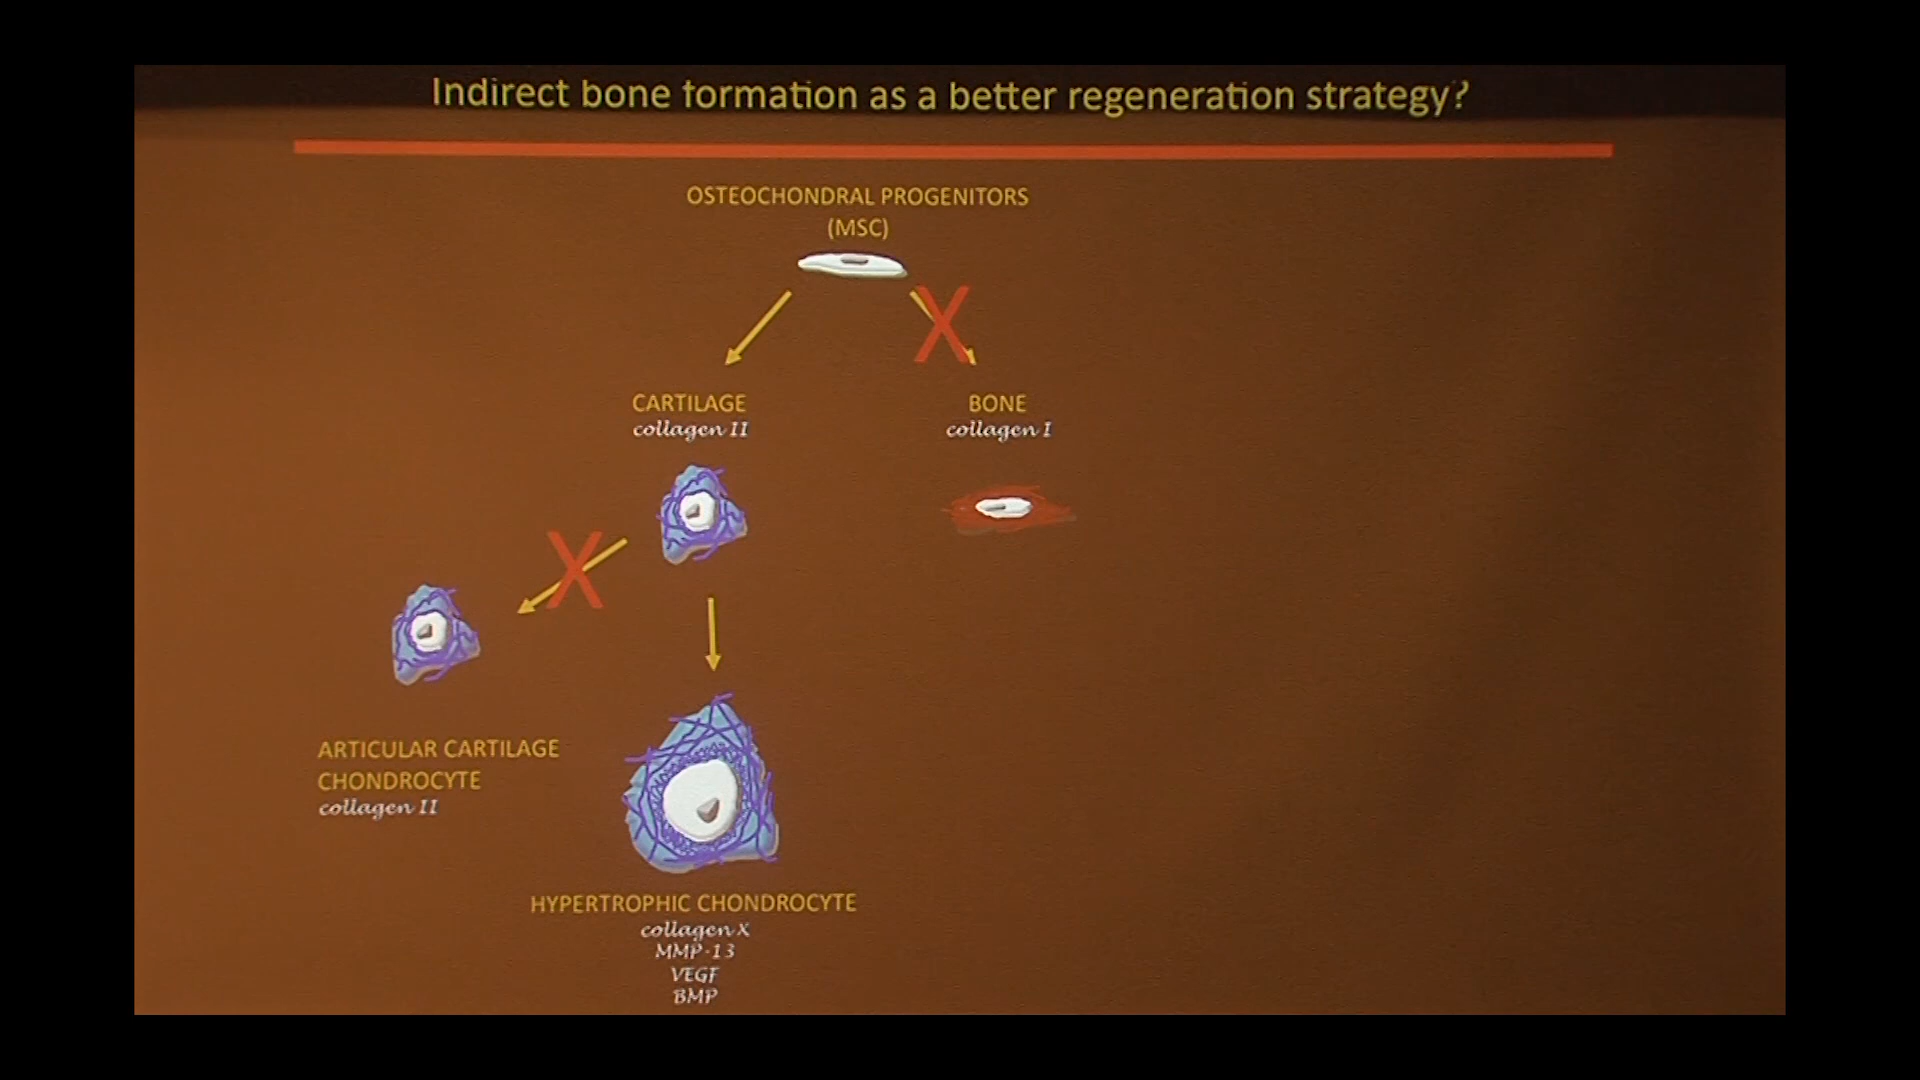 Indirect bone formation as a better regeneration strategy?
OSTEOCHONDRAL PROGENITORS
(MSC)
X
CARTILAGE
collagen II
BONE
collagen I
X
ARTICULAR CARTILAGE
CHONDROCYTE
collagen II
HYPERTROPHIC CHONDROCYTE
collagen X
MMP-13
VEGF
BMP